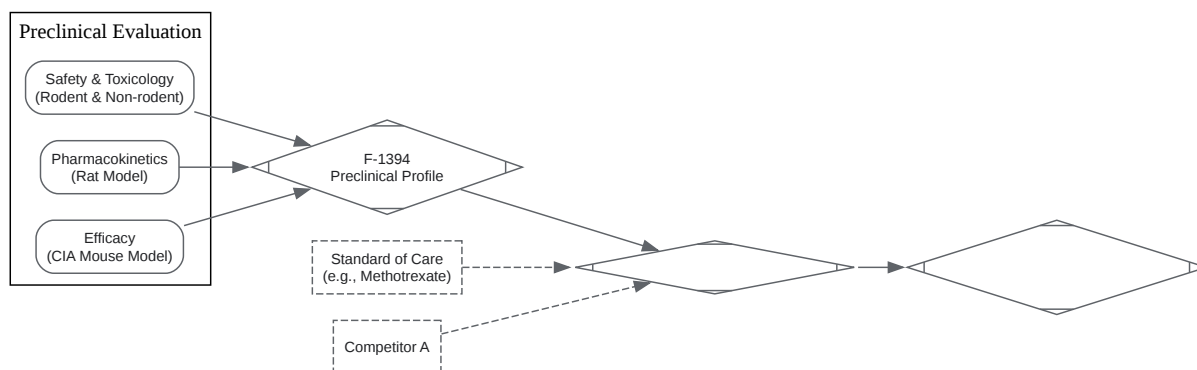 Preclinical Evaluation
Safety & Toxicology
(Rodent & Non-rodent)
Pharmacokinetics
(Rat Model)
Efficacy
(CIA Mouse Model)
F-1394
Preclinical Profile
Standard of Care
(e.g., Methotrexate)
Competitor A